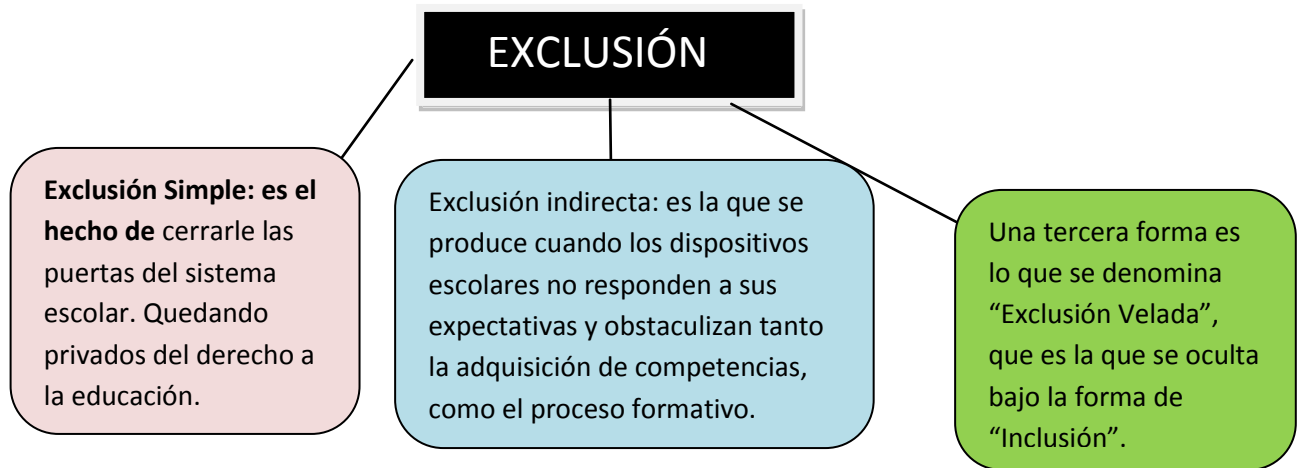 EXCLUSIÓN
Exclusión Simple: es el
hecho de cerrarle las
puertas del sistema
escolar. Quedando
privados del derecho a
la educación.
Exclusión indirecta: es la que se
produce cuando los dispositivos
escolares no responden a sus
expectativas y obstaculizan tanto
la adquisición de competencias,
como el proceso formativo.
Una tercera forma es
lo que se denomina
“Exclusión Velada”,
que es la que se oculta
bajo la forma de
“Inclusión”.